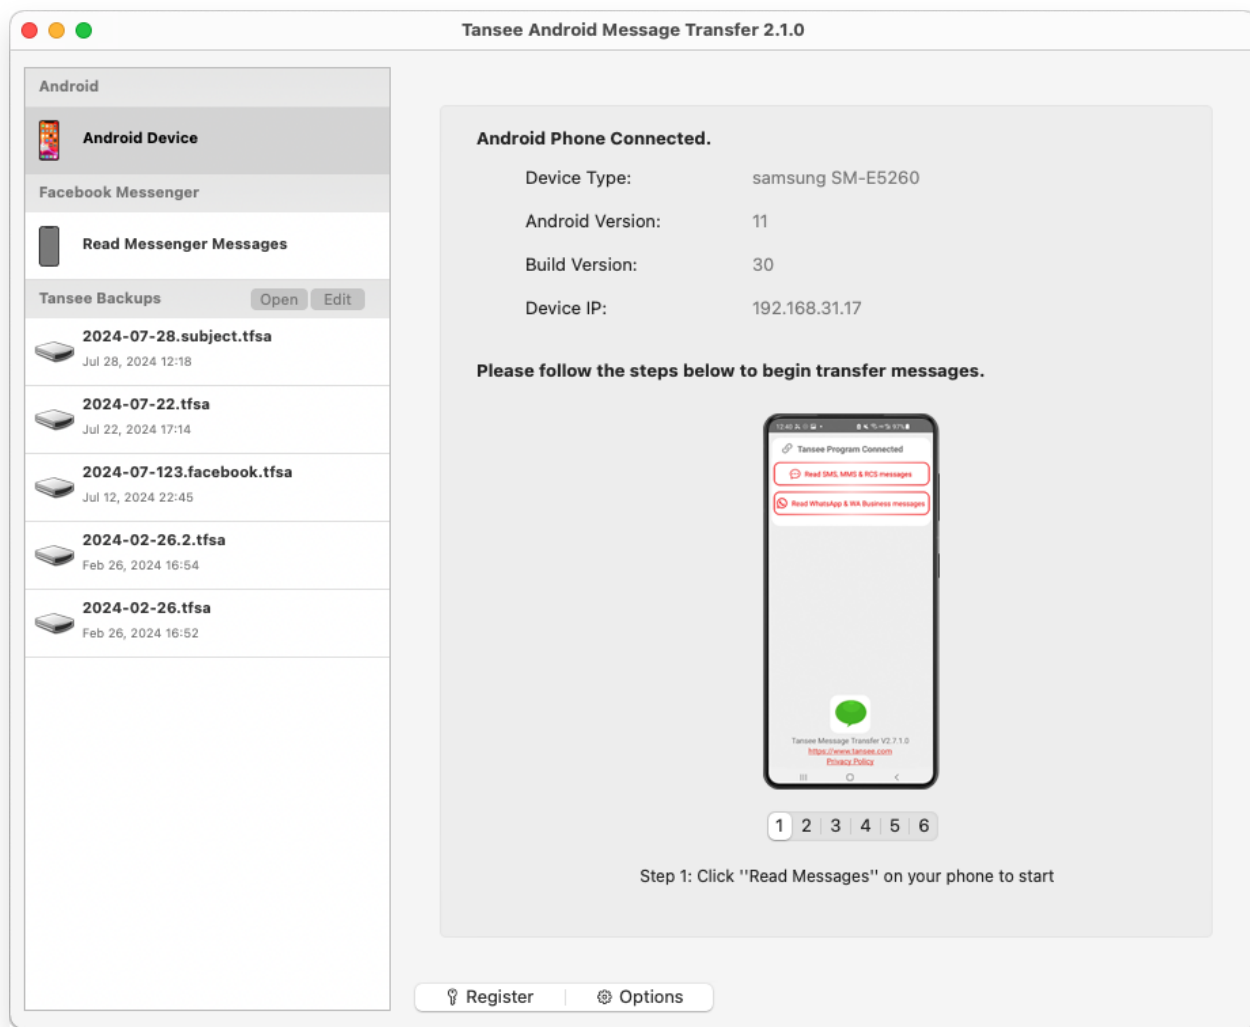 Tansee Android Message Transfer 2.1.0
Android
Android Device
Facebook Messenger
Read Messenger Messages
Tansee Backups Open Edit
2024-07-28.subject.tfsa
Jul 28, 2024 12:18
2024-07-22.tfsa
Jul 22, 2024 17:14
2024-07-123.facebook.tfsa
Jul 12, 2024 22:45
2024-02-26.2.tfsa
Feb 26, 2024 16:54
2024-02-26.tfsa
Feb 26, 2024 16:52
Android Phone Connected.
Device Type: samsung SM-E5260
Android Version: 11
Build Version: 30
Device IP: 192.168.31.17
Please follow the steps below to begin transfer messages.
12:40 97%
Tansee Program Connected
Read SMS, MMS & RCS messages
Read WhatsApp & WA Business messages
Tansee Message Transfer V2.7.1.0
https://www.tansee.com
Privacy Policy
1 2 3 4 5 6
Step 1: Click "Read Messages" on your phone to start
Register Options